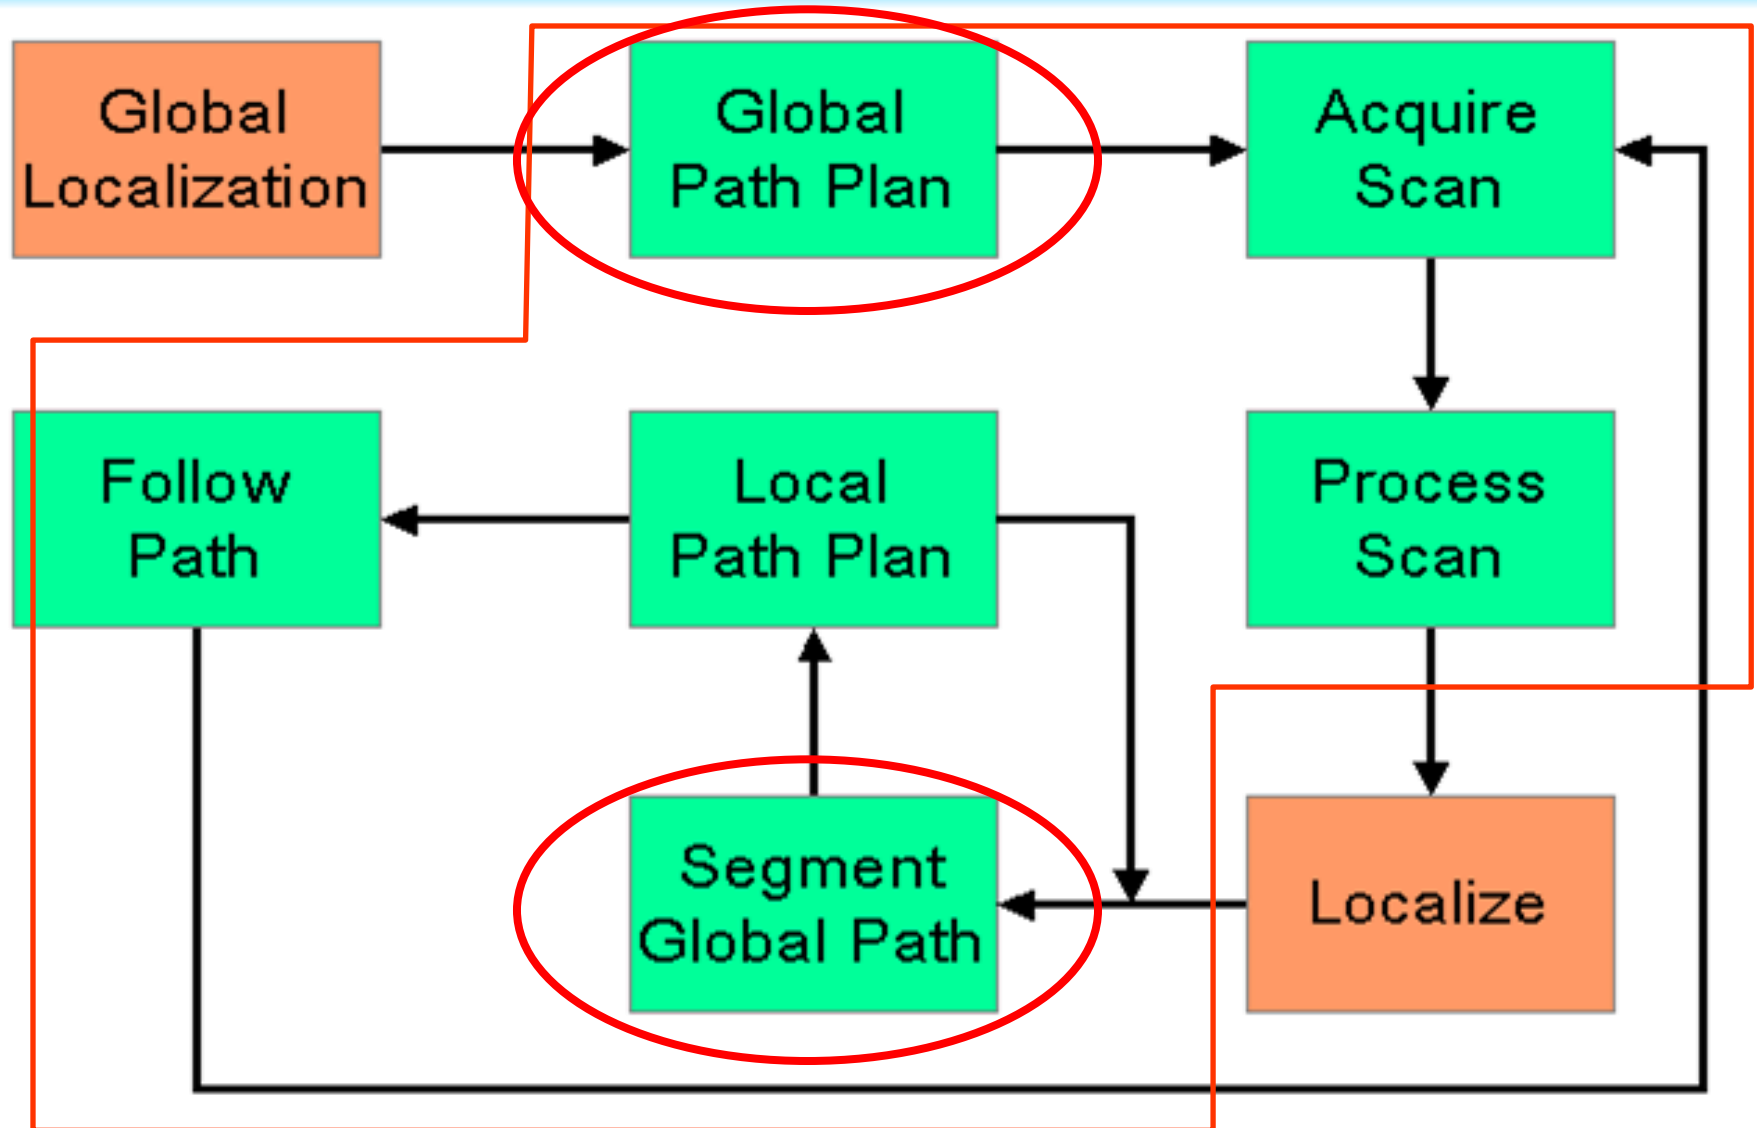 Global
Localization
Global
Path Plan
Acquire
Scan
Follow
Path
Local
Path Plan
Process
Scan
Segment
Global Path
Localize